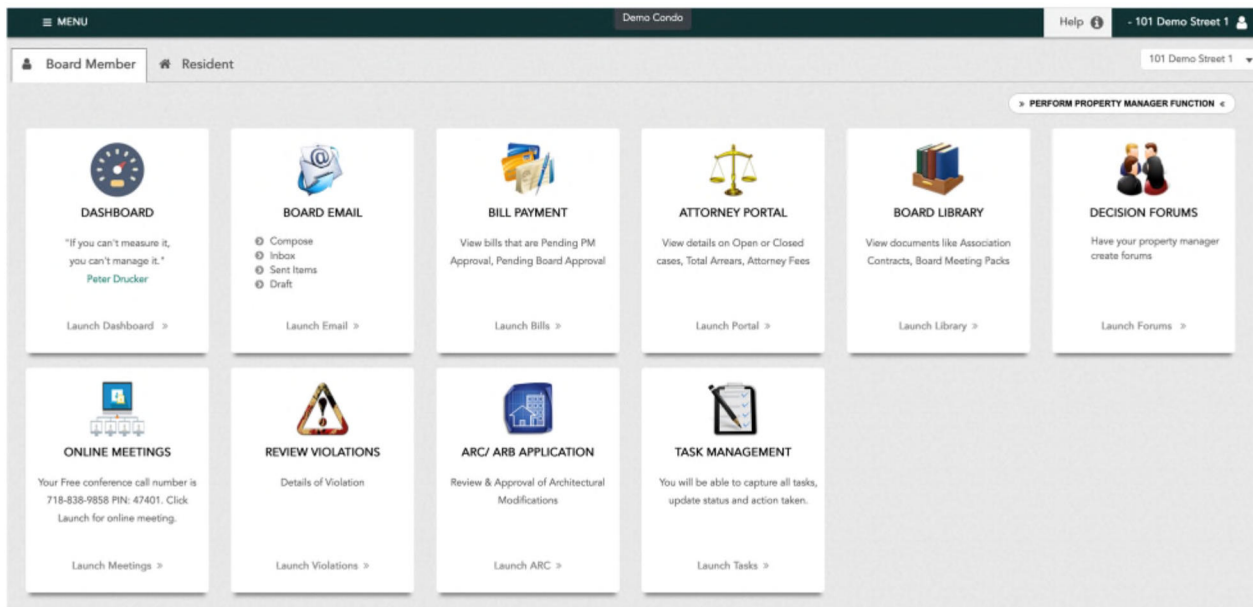 MENU
Demo Condo
Help
- 101 Demo Street 1
Board Member
Resident
101 Demo Street 1
» PERFORM PROPERTY MANAGER FUNCTION «
DASHBOARD
"If you can't measure it,
you can't manage it."
Peter Drucker
Launch Dashboard »
BOARD EMAIL
Compose
Inbox
Sent Items
Draft
Launch Email »
BILL PAYMENT
View bills that are Pending PM
Approval, Pending Board Approval
Launch Bills »
ATTORNEY PORTAL
View details on Open or Closed
cases, Total Arrears, Attorney Fees
Launch Portal »
BOARD LIBRARY
View documents like Association
Contracts, Board Meeting Packs
Launch Library »
DECISION FORUMS
Have your property manager
create forums
Launch Forums »
ONLINE MEETINGS
Your Free conference call number is
718-838-9858 PIN: 47401. Click
Launch for online meeting.
Launch Meetings »
REVIEW VIOLATIONS
Details of Violation
Launch Violations »
ARC/ ARB APPLICATION
Review & Approval of Architectural
Modifications
Launch ARC »
TASK MANAGEMENT
You will be able to capture all tasks,
update status and action taken.
Launch Tasks »